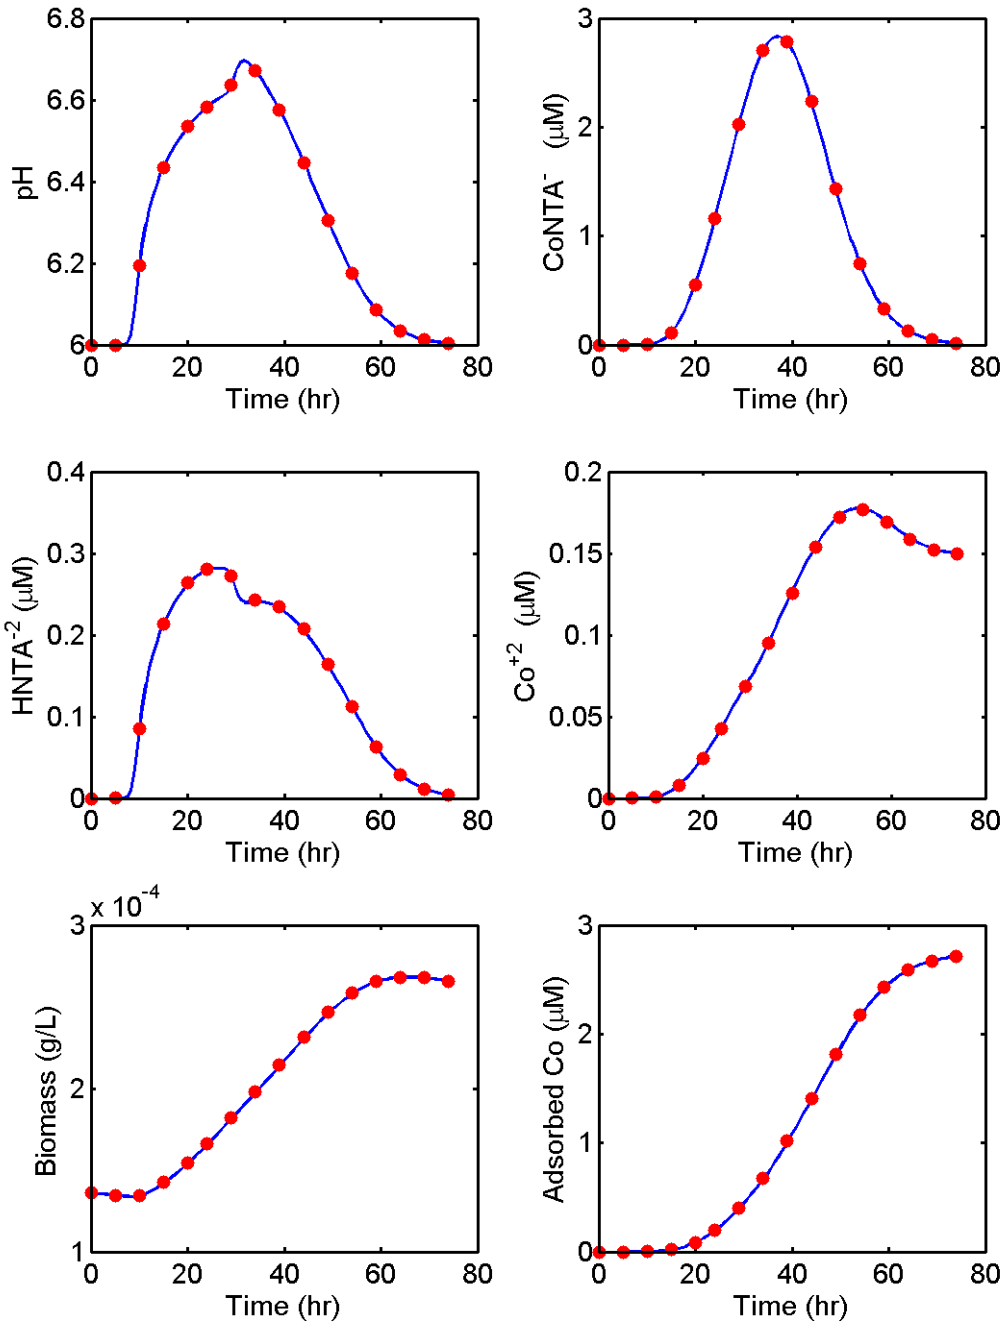 6.8
6.6
6.4
6.2
6
pH
0 20 40 60 80
Time (hr)
3
2
1
0
CoNTA⁻ (μM)
0 20 40 60 80
Time (hr)
0.4
0.3
0.2
0.1
0
HNTA⁻² (μM)
0 20 40 60 80
Time (hr)
0.2
0.15
0.1
0.05
0
Co⁺² (μM)
0 20 40 60 80
Time (hr)
x 10⁻⁴
3
2
1
Biomass (g/L)
0 20 40 60 80
Time (hr)
3
2
1
0
Adsorbed Co (μM)
0 20 40 60 80
Time (hr)